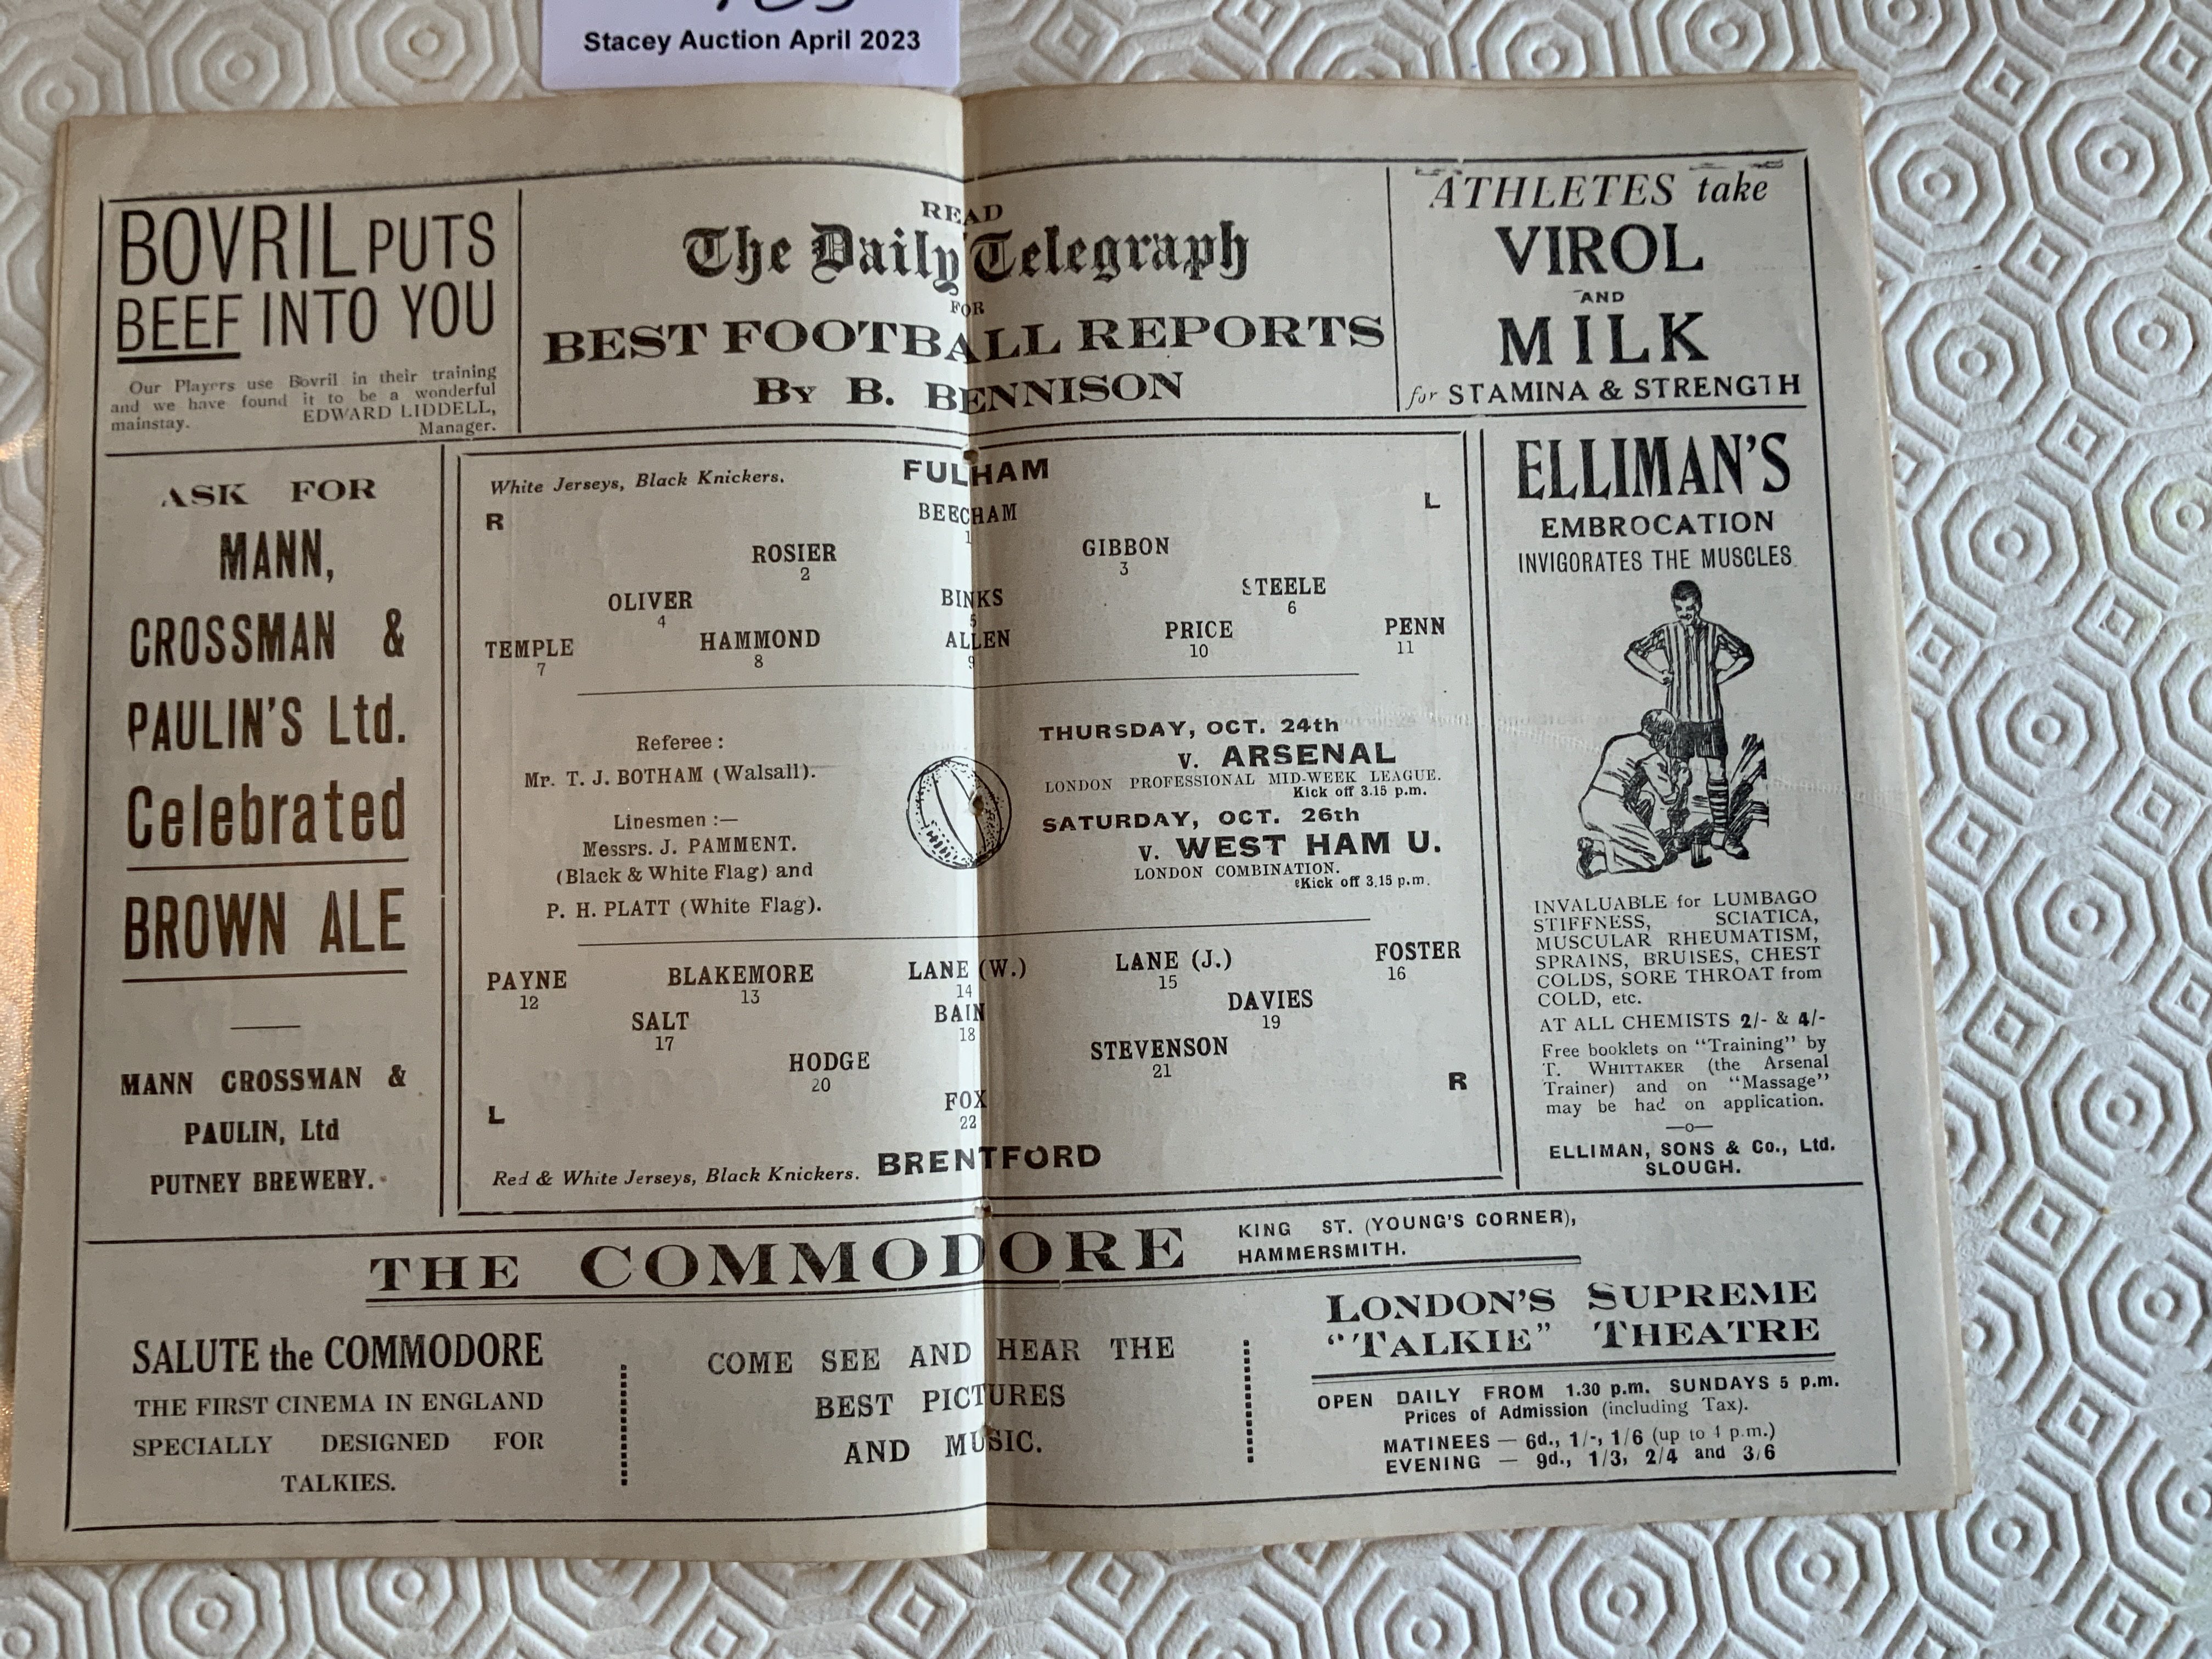 Stacey Auction April 2023
BOVRIL PUTS
BEEF INTO YOU
Our Players use Bovril in their training
and we have found it to be a wonderful
mainstay. EDWARD LIDDELL,
Manager.
READ
The Daily Telegraph
FOR
BEST FOOTBALL REPORTS
By B. BENNISON
ATHLETES take
VIROL
AND
MILK
for STAMINA & STRENGTH
ASK FOR
MANN,
CROSSMAN &
PAULIN'S Ltd.
Celebrated
BROWN ALE
MANN CROSSMAN &
PAULIN, Ltd
PUTNEY BREWERY.
White Jerseys, Black Knickers. FULHAM
R BEECHAM L
1
ROSIER GIBBON
2 3
OLIVER BINKS STEELE
4 5 6
TEMPLE HAMMOND ALLEN PRICE PENN
7 8 9 10 11
Referee :
Mr. T. J. BOTHAM (Walsall).
Linesmen :—
Messrs. J. PAMMENT.
(Black & White Flag) and
P. H. PLATT (White Flag).
THURSDAY, OCT. 24th
v. ARSENAL
LONDON PROFESSIONAL MID-WEEK LEAGUE.
Kick off 3.15 p.m.
SATURDAY, OCT. 26th
v. WEST HAM U.
LONDON COMBINATION.
Kick off 3.15 p.m.
PAYNE BLAKEMORE LANE (W.) LANE (J.) FOSTER
12 13 14 15 16
SALT BAIN DAVIES
17 18 19
HODGE STEVENSON
20 21
L FOX R
22
Red & White Jerseys, Black Knickers. BRENTFORD
ELLIMAN'S
EMBROCATION
INVIGORATES THE MUSCLES.
INVALUABLE for LUMBAGO
STIFFNESS, SCIATICA,
MUSCULAR RHEUMATISM,
SPRAINS, BRUISES, CHEST
COLDS, SORE THROAT from
COLD, etc.
AT ALL CHEMISTS 2/- & 4/-
Free booklets on "Training" by
T. WHITTAKER (the Arsenal
Trainer) and on "Massage"
may be had on application.
—o—
ELLIMAN, SONS & Co., Ltd.
SLOUGH.
THE COMMODORE
KING ST. (YOUNG'S CORNER),
HAMMERSMITH.
SALUTE the COMMODORE
THE FIRST CINEMA IN ENGLAND
SPECIALLY DESIGNED FOR
TALKIES.
COME SEE AND HEAR THE
BEST PICTURES
AND MUSIC.
LONDON'S SUPREME
"TALKIE" THEATRE
OPEN DAILY FROM 1.30 p.m. SUNDAYS 5 p.m.
Prices of Admission (including Tax).
MATINEES — 6d., 1/-, 1/6 (up to 4 p.m.)
EVENING — 9d., 1/3, 2/4 and 3/6